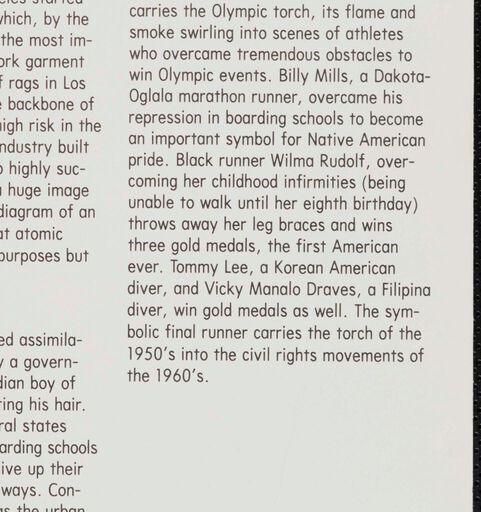 which, by the
the most im-
ork garment
f rags in Los
backbone of
high risk in the
ndustry built
highly suc-
huge image
diagram of an
at atomic
purposes but
ed assimila-
a govern-
dian boy of
ting his hair.
ral states
arding schools
ive up their
ways. Con-
carries the Olympic torch, its flame and
smoke swirling into scenes of athletes
who overcame tremendous obstacles to
win Olympic events. Billy Mills, a Dakota-
Oglala marathon runner, overcame his
repression in boarding schools to become
an important symbol for Native American
pride. Black runner Wilma Rudolf, over-
coming her childhood infirmities (being
unable to walk until her eighth birthday)
throws away her leg braces and wins
three gold medals, the first American
ever. Tommy Lee, a Korean American
diver, and Vicky Manalo Draves, a Filipina
diver, win gold medals as well. The sym-
bolic final runner carries the torch of the
1950's into the civil rights movements of
the 1960's.